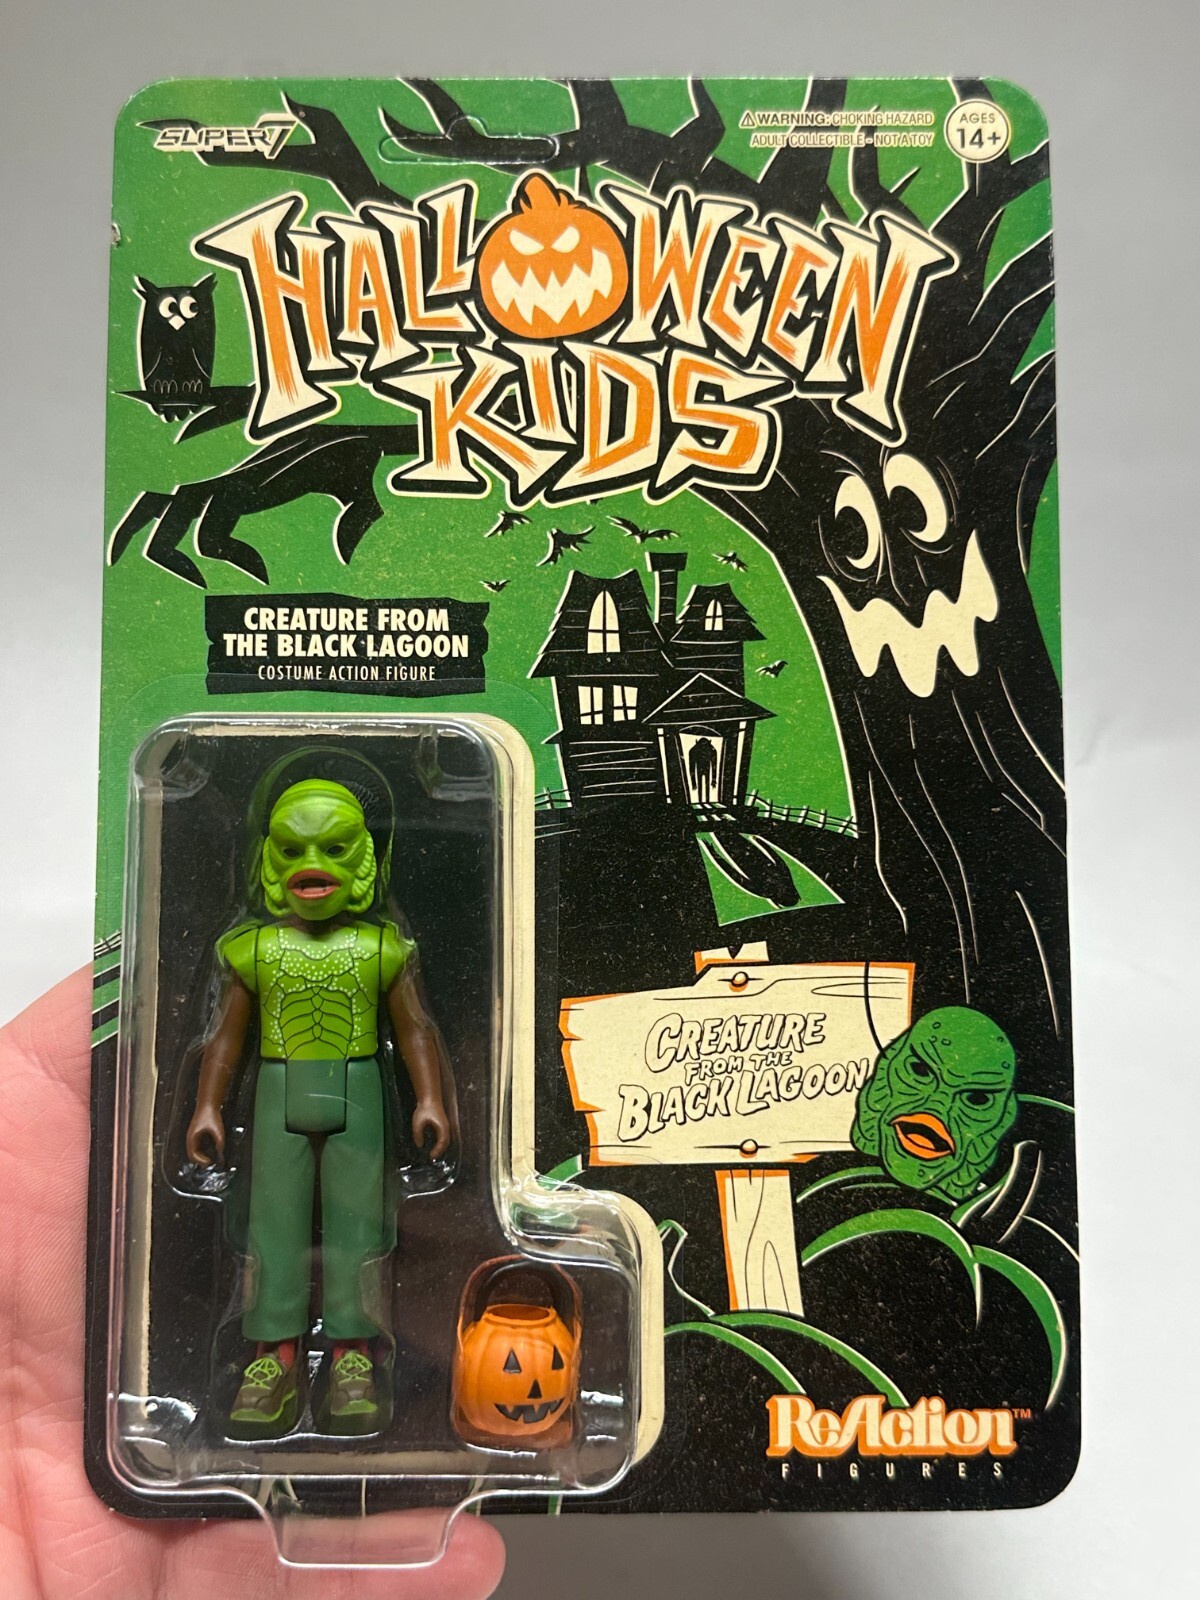 SUPER7
⚠WARNING: CHOKING HAZARD
ADULT COLLECTIBLE - NOT A TOY
AGES
14+
HALLOWEEN
KIDS
CREATURE FROM
THE BLACK LAGOON
COSTUME ACTION FIGURE
CREATURE
FROM THE
BLACK LAGOON
ReAction™
FIGURES